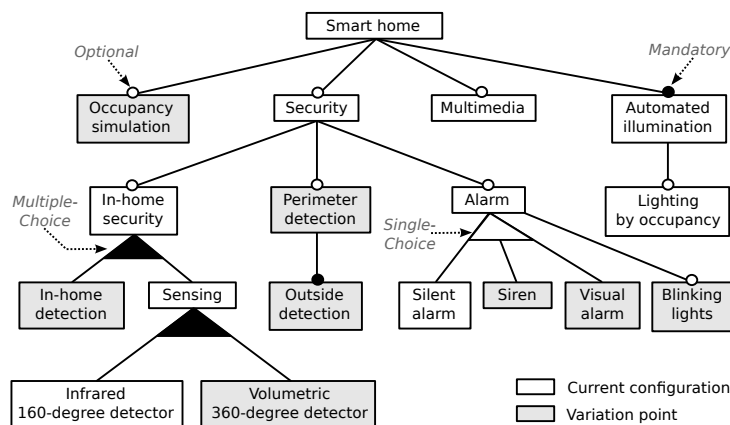 Smart home
Optional
Mandatory
Occupancy
simulation
Security
Multimedia
Automated
illumination
Multiple-
Choice
In-home
security
Perimeter
detection
Alarm
Single-
Choice
Lighting
by occupancy
In-home
detection
Sensing
Outside
detection
Silent
alarm
Siren
Visual
alarm
Blinking
lights
Infrared
160-degree detector
Volumetric
360-degree detector
Current configuration
Variation point